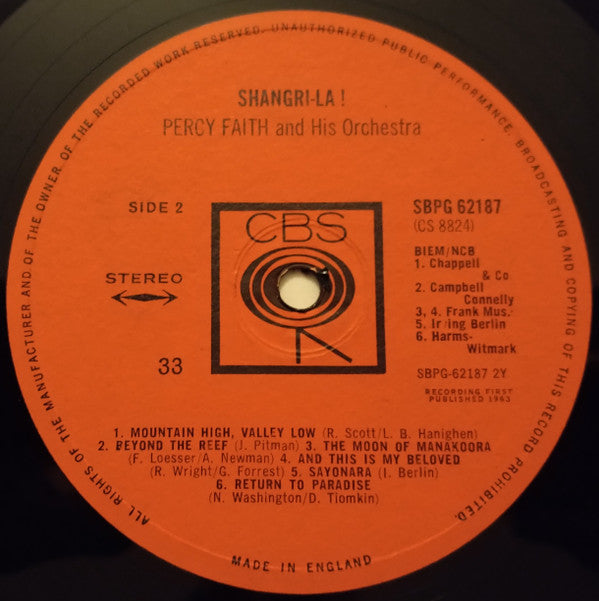 ALL RIGHTS OF THE MANUFACTURER AND OF THE OWNER OF THE RECORDED WORK RESERVED. UNAUTHORIZED PUBLIC PERFORMANCE, BROADCASTING AND COPYING OF THIS RECORD PROHIBITED.
SHANGRI-LA !
PERCY FAITH and His Orchestra
SIDE 2
STEREO
33
CBS
SBPG 62187
(CS 8824)
BIEM/NCB
1. Chappell
& Co.
2. Campbell
Connelly
3, 4. Frank Mus.
5. Irving Berlin
6. Harms-
Witmark
SBPG-62187 2Y
RECORDING FIRST
PUBLISHED 1963
1. MOUNTAIN HIGH, VALLEY LOW (R. Scott/L. B. Hanighen)
2. BEYOND THE REEF (J. Pitman) 3. THE MOON OF MANAKOORA
(F. Loesser/A. Newman) 4. AND THIS IS MY BELOVED
(R. Wright/G. Forrest) 5. SAYONARA (I. Berlin)
6. RETURN TO PARADISE
(N. Washington/D. Tiomkin)
MADE IN ENGLAND